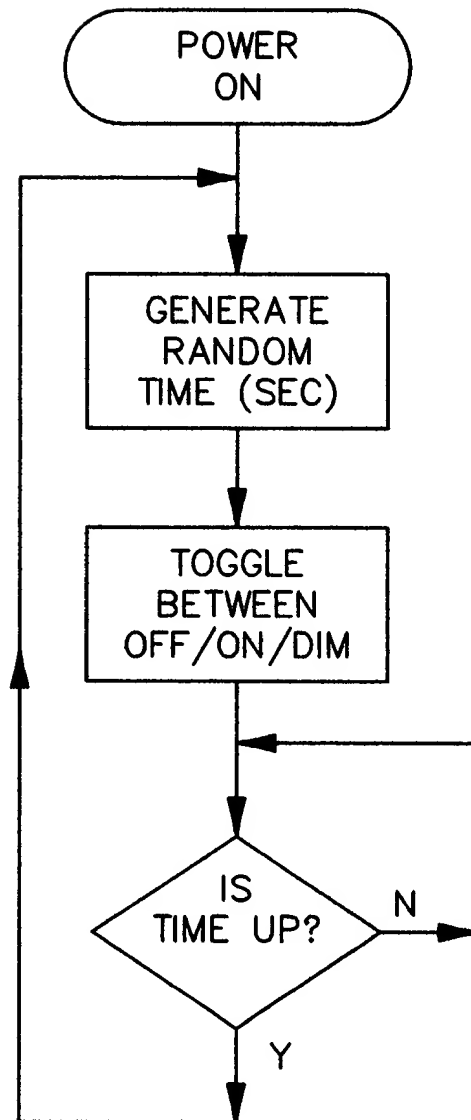 POWER
ON
GENERATE
RANDOM
TIME (SEC)
TOGGLE
BETWEEN
OFF/ON/DIM
IS
TIME UP?
N
Y